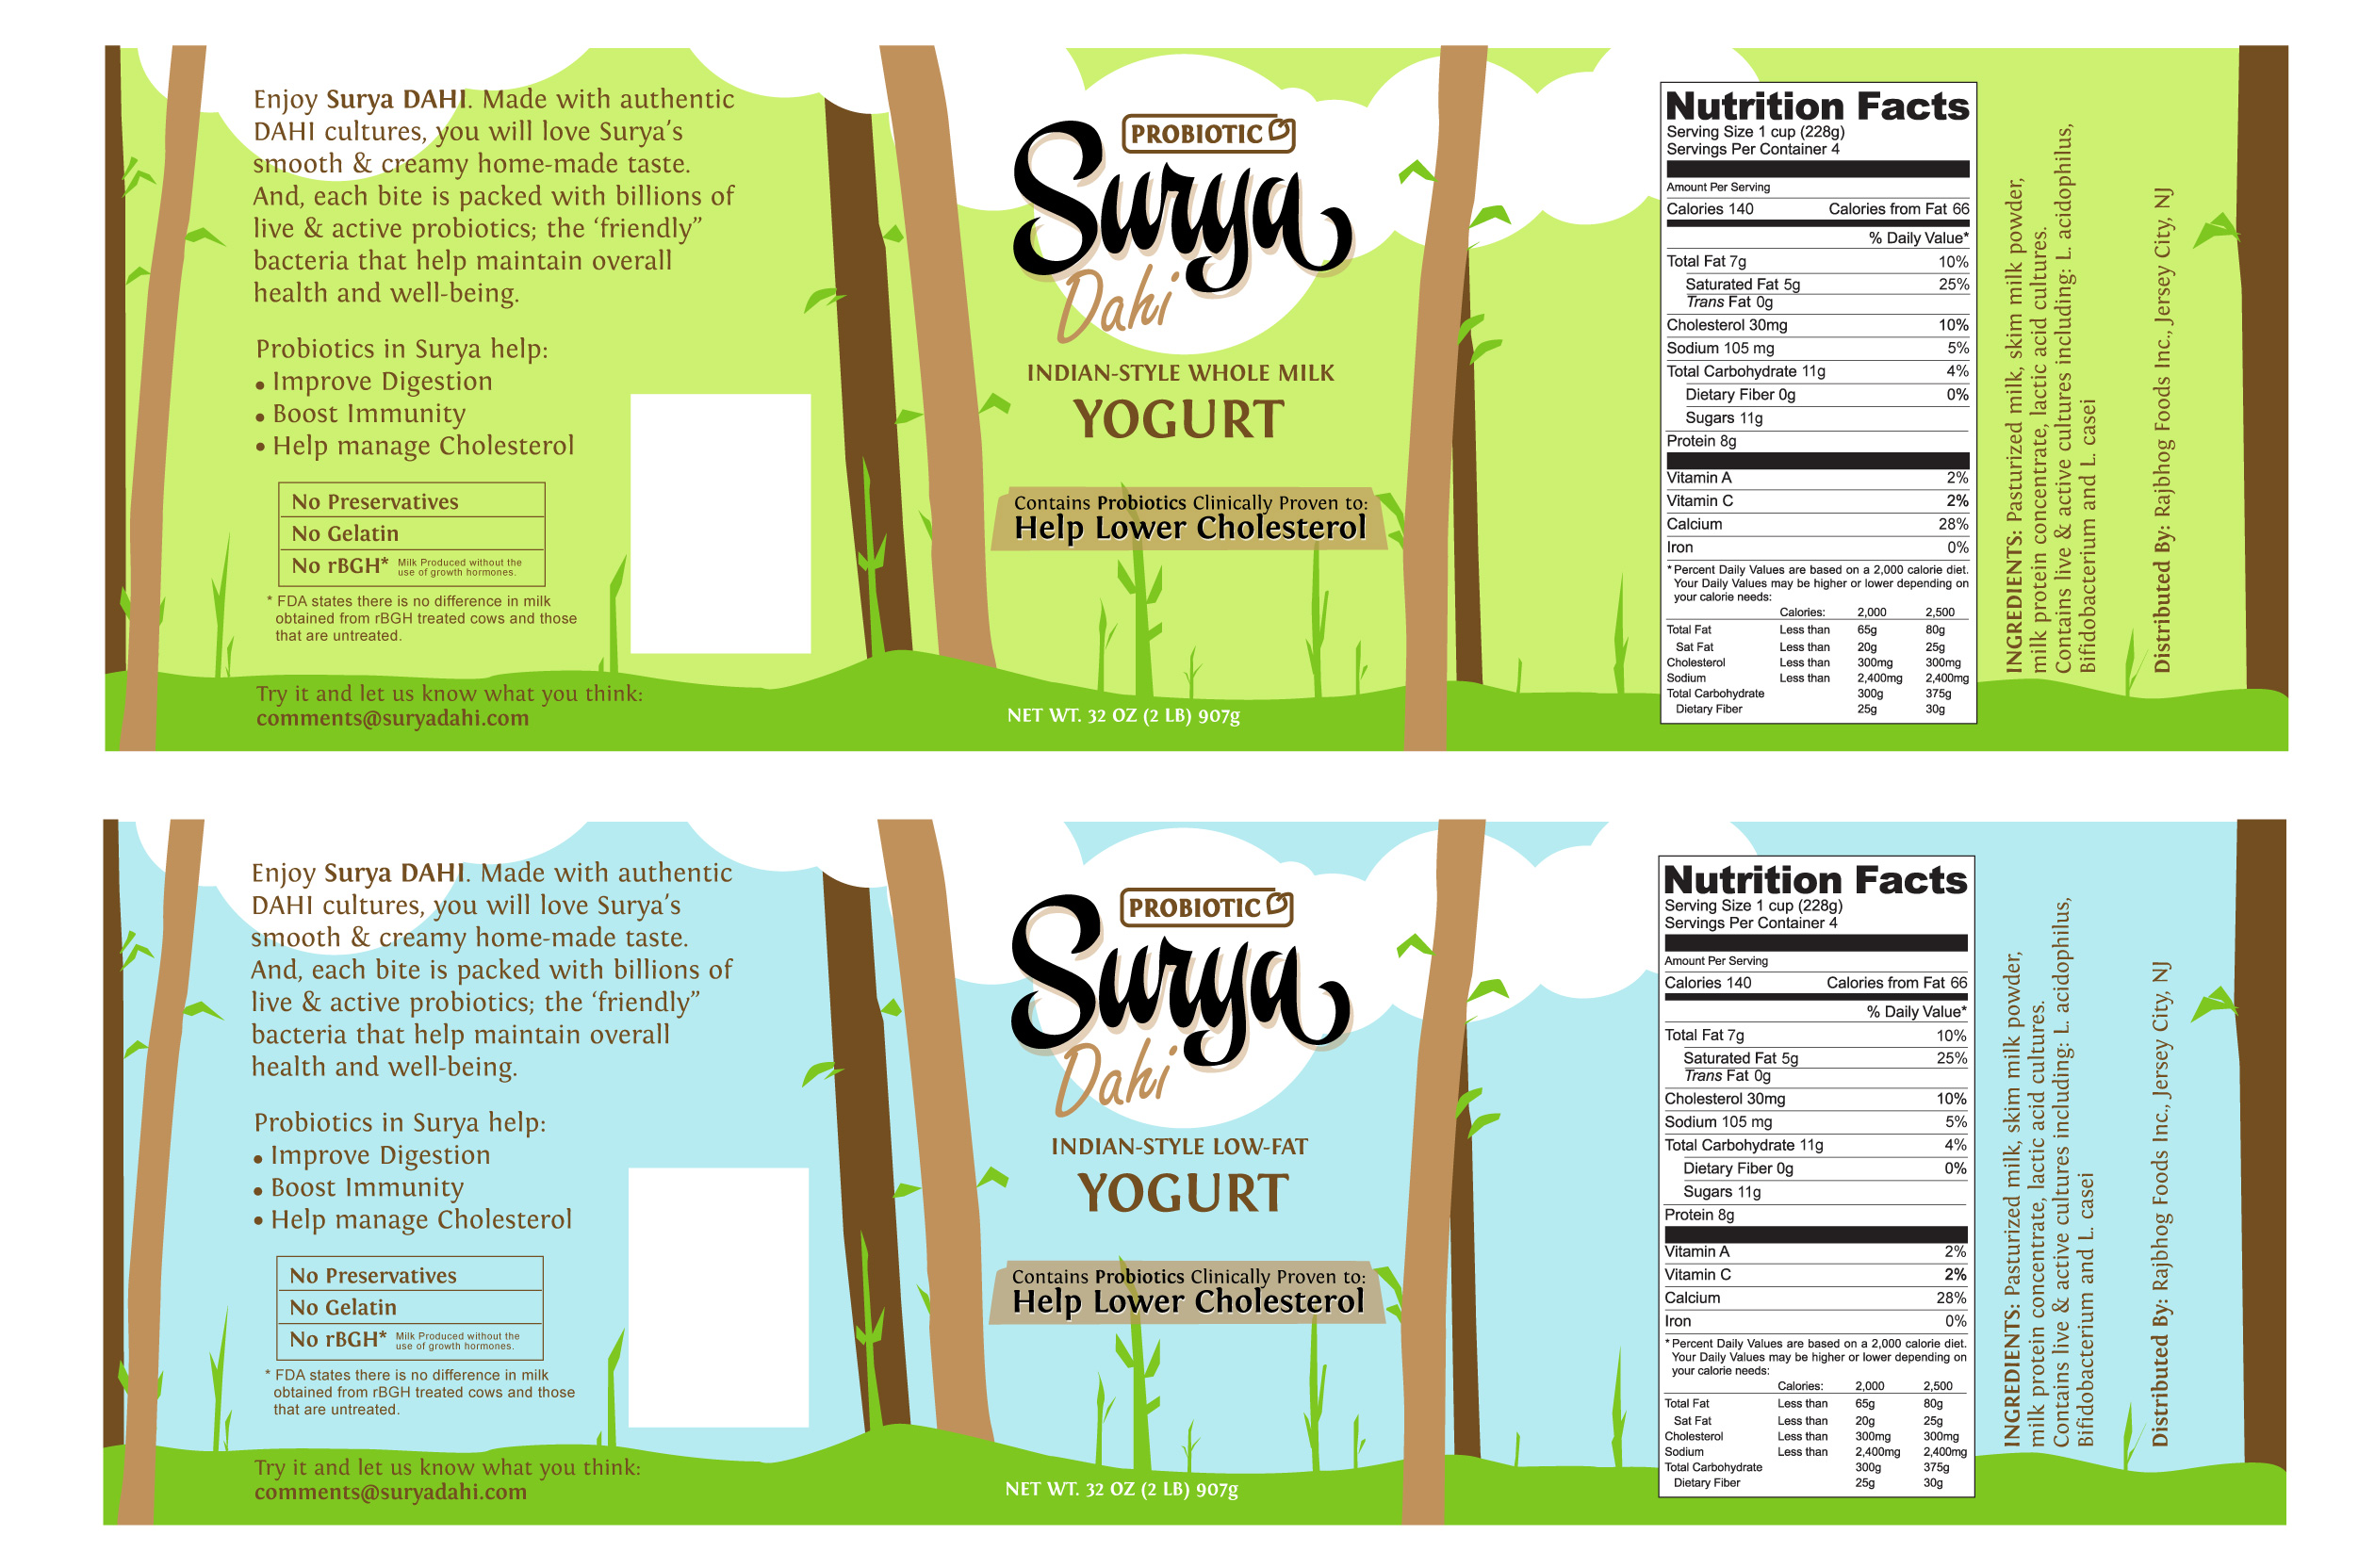 Enjoy Surya DAHI. Made with authentic
DAHI cultures, you will love Surya's
smooth & creamy home-made taste.
And, each bite is packed with billions of
live & active probiotics; the ‘friendly”
bacteria that help maintain overall
health and well-being.
Probiotics in Surya help:
• Improve Digestion
• Boost Immunity
• Help manage Cholesterol
No Preservatives
No Gelatin
No rBGH* Milk Produced without the
use of growth hormones.
* FDA states there is no difference in milk
obtained from rBGH treated cows and those
that are untreated.
Try it and let us know what you think:
comments@suryadahi.com
PROBIOTIC
Surya
Dahi
INDIAN-STYLE WHOLE MILK
YOGURT
Contains Probiotics Clinically Proven to:
Help Lower Cholesterol
NET WT. 32 OZ (2 LB) 907g
Nutrition Facts
Serving Size 1 cup (228g)
Servings Per Container 4
Amount Per Serving
Calories 140 Calories from Fat 66
% Daily Value*
Total Fat 7g 10%
Saturated Fat 5g 25%
Trans Fat 0g
Cholesterol 30mg 10%
Sodium 105 mg 5%
Total Carbohydrate 11g 4%
Dietary Fiber 0g 0%
Sugars 11g
Protein 8g
Vitamin A 2%
Vitamin C 2%
Calcium 28%
Iron 0%
* Percent Daily Values are based on a 2,000 calorie diet.
Your Daily Values may be higher or lower depending on
your calorie needs:
Calories: 2,000 2,500
Total Fat Less than 65g 80g
Sat Fat Less than 20g 25g
Cholesterol Less than 300mg 300mg
Sodium Less than 2,400mg 2,400mg
Total Carbohydrate 300g 375g
Dietary Fiber 25g 30g
INGREDIENTS: Pasturized milk, skim milk powder,
milk protein concentrate, lactic acid cultures.
Contains live & active cultures including: L. acidophilus,
Bifidobacterium and L. casei
Distributed By: Rajbhog Foods Inc., Jersey City, NJ
Enjoy Surya DAHI. Made with authentic
DAHI cultures, you will love Surya's
smooth & creamy home-made taste.
And, each bite is packed with billions of
live & active probiotics; the ‘friendly”
bacteria that help maintain overall
health and well-being.
Probiotics in Surya help:
• Improve Digestion
• Boost Immunity
• Help manage Cholesterol
No Preservatives
No Gelatin
No rBGH* Milk Produced without the
use of growth hormones.
* FDA states there is no difference in milk
obtained from rBGH treated cows and those
that are untreated.
Try it and let us know what you think:
comments@suryadahi.com
PROBIOTIC
Surya
Dahi
INDIAN-STYLE LOW-FAT
YOGURT
Contains Probiotics Clinically Proven to:
Help Lower Cholesterol
NET WT. 32 OZ (2 LB) 907g
Nutrition Facts
Serving Size 1 cup (228g)
Servings Per Container 4
Amount Per Serving
Calories 140 Calories from Fat 66
% Daily Value*
Total Fat 7g 10%
Saturated Fat 5g 25%
Trans Fat 0g
Cholesterol 30mg 10%
Sodium 105 mg 5%
Total Carbohydrate 11g 4%
Dietary Fiber 0g 0%
Sugars 11g
Protein 8g
Vitamin A 2%
Vitamin C 2%
Calcium 28%
Iron 0%
* Percent Daily Values are based on a 2,000 calorie diet.
Your Daily Values may be higher or lower depending on
your calorie needs:
Calories: 2,000 2,500
Total Fat Less than 65g 80g
Sat Fat Less than 20g 25g
Cholesterol Less than 300mg 300mg
Sodium Less than 2,400mg 2,400mg
Total Carbohydrate 300g 375g
Dietary Fiber 25g 30g
INGREDIENTS: Pasturized milk, skim milk powder,
milk protein concentrate, lactic acid cultures.
Contains live & active cultures including: L. acidophilus,
Bifidobacterium and L. casei
Distributed By: Rajbhog Foods Inc., Jersey City, NJ